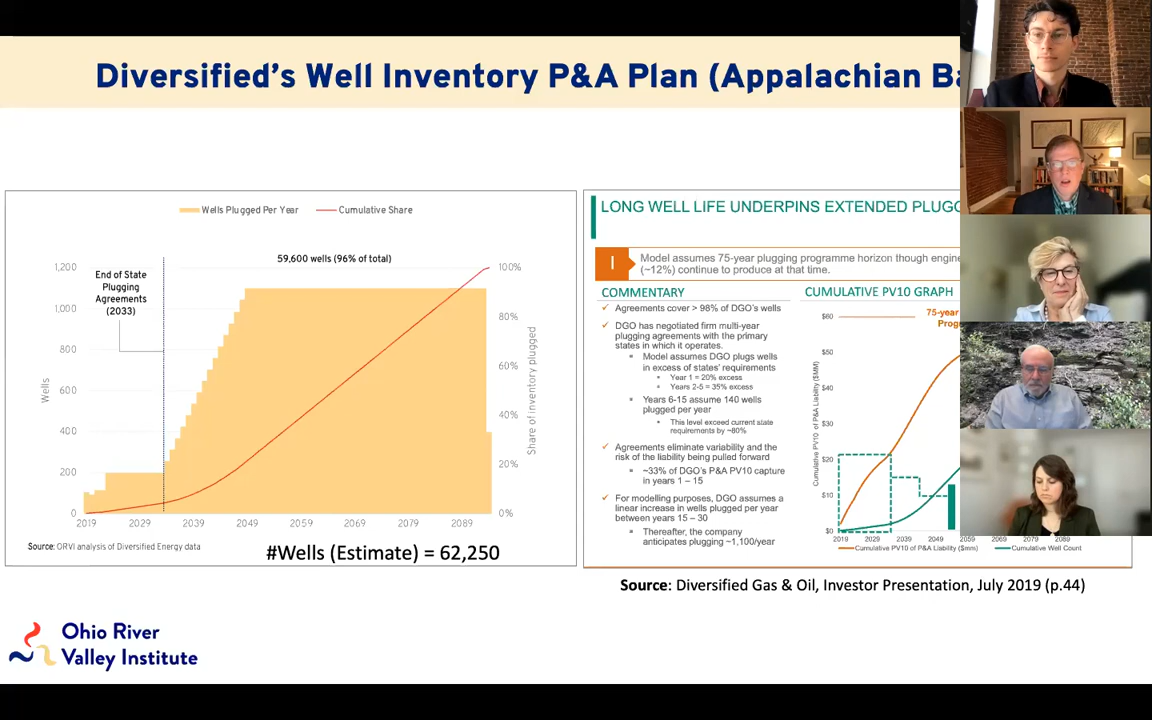 Diversified's Well Inventory P&A Plan (Appalachian
Wells Plugged Per Year
Cumulative Share
59,600 wells (96% of total)
End of State
Plugging
Agreements
(2033)
1,200
1,000
800
600
400
200
0
Wells
100%
80%
60%
40%
20%
0%
Share of inventory plugged
2019
2029
2039
2049
2059
2069
2079
2089
Source: ORVI analysis of Diversified Energy data
#Wells (Estimate) = 62,250
LONG WELL LIFE UNDERPINS EXTENDED
I
Model assumes 75-year plugging programme horizon though
(~12%) continue to produce at that time.
COMMENTARY
✓ Agreements cover > 98% of DGO's wells
✓ DGO has negotiated firm multi-year
plugging agreements with the primary
states in which it operates.
▪ Model assumes DGO plugs wells
in excess of states' requirements
• Year 1 = 20% excess
• Years 2-5 = 35% excess
▪ Years 6-15 assume 140 wells
plugged per year
• This level exceed current state
requirements by ~80%
✓ Agreements eliminate variability and the
risk of the liability being pulled forward
▪ ~33% of DGO's P&A PV10 capture
in years 1 – 15
✓ For modelling purposes, DGO assumes a
linear increase in wells plugged per year
between years 15 – 30
▪ Thereafter, the company
anticipates plugging ~1,100/year
CUMULATIVE PV10 GRAPH
75-year
Cumulative PV10 of P&A Liability ($MM)
$60
$50
$40
$30
$20
$10
$0
2019
2029
2039
2049
2059
2069
2079
2089
Cumulative PV10 of P&A Liability ($mm)
Cumulative Well Count
Source: Diversified Gas & Oil, Investor Presentation, July 2019 (p.44)
Ohio River
Valley Institute